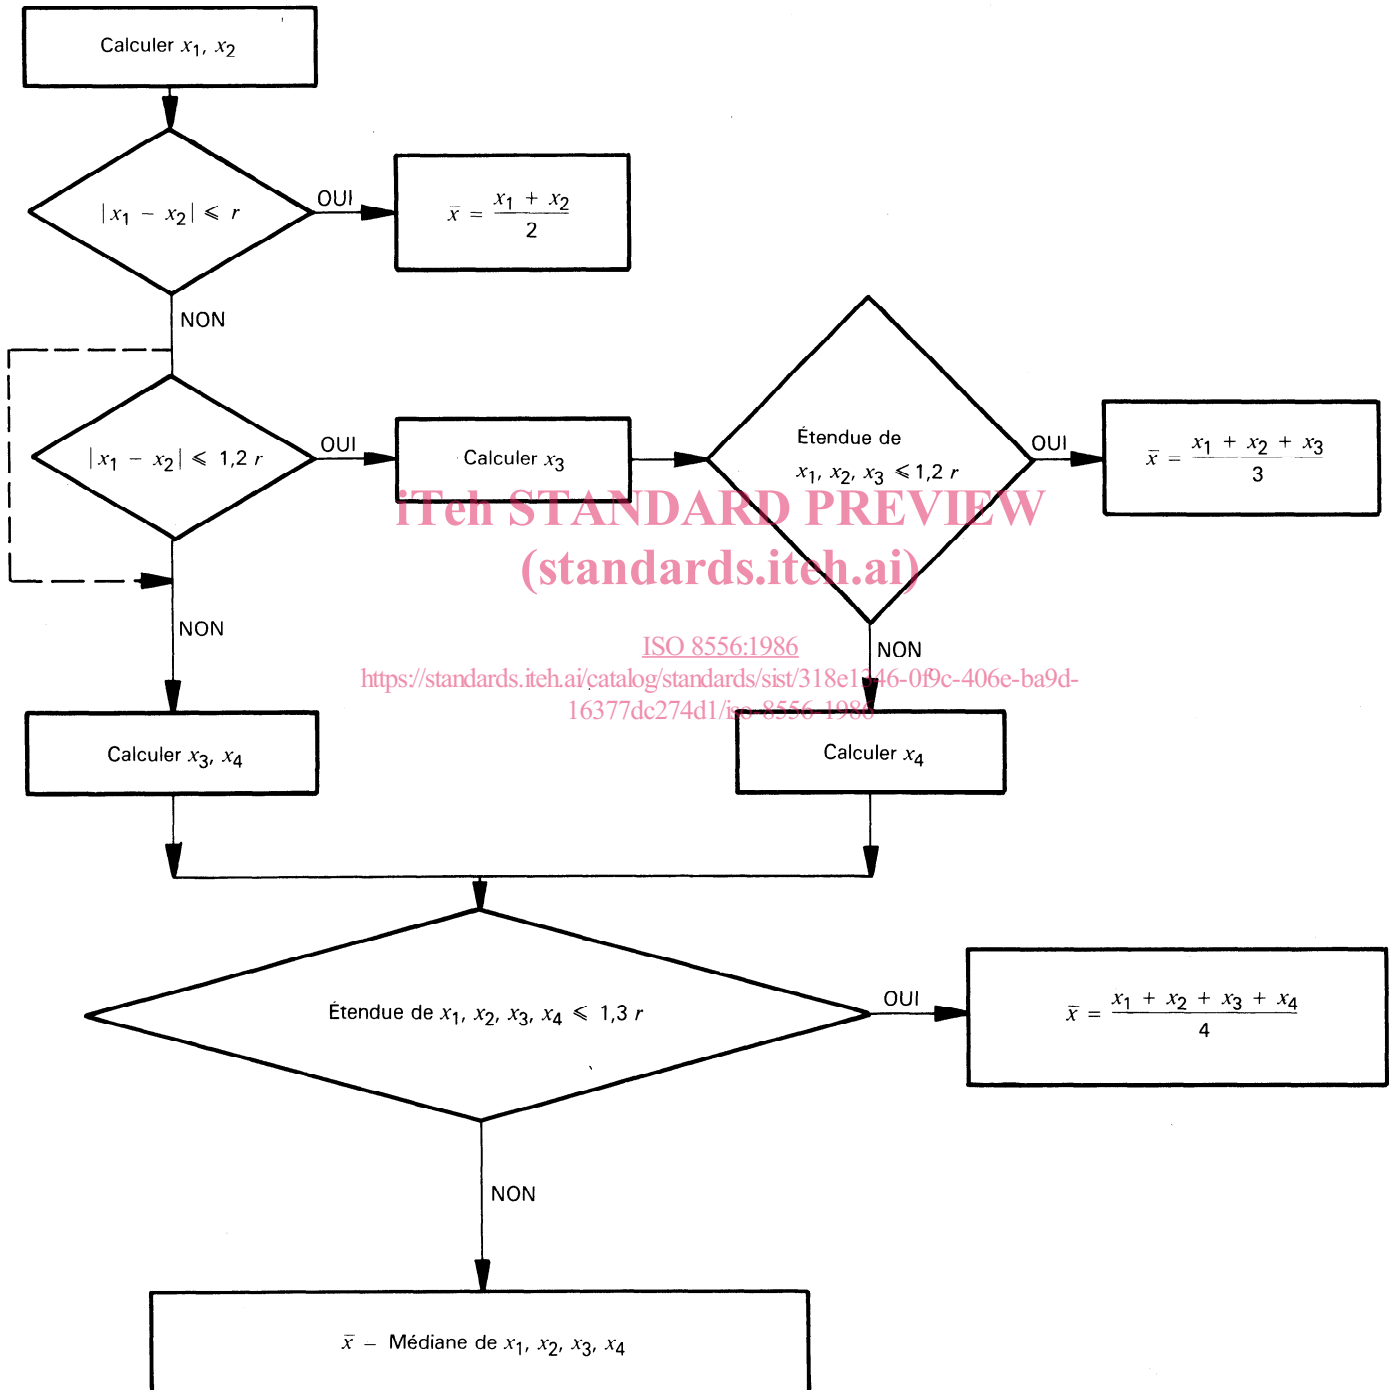 Calculer x1, x2
|x1 − x2| ⩽ r
OUI
x̄ = (x1 + x2) / 2
NON
|x1 − x2| ⩽ 1,2 r
OUI
Calculer x3
Étendue de
x1, x2, x3 ⩽ 1,2 r
OUI
x̄ = (x1 + x2 + x3) / 3
iTeh STANDARD PREVIEW
(standards.iteh.ai)
NON
ISO 8556:1986
NON
https://standards.iteh.ai/catalog/standards/sist/318e1346-0f9c-406e-ba9d-
16377dc274d1/iso-8556-1986
Calculer x3, x4
Calculer x4
Étendue de x1, x2, x3, x4 ⩽ 1,3 r
OUI
x̄ = (x1 + x2 + x3 + x4) / 4
NON
x̄ – Médiane de x1, x2, x3, x4